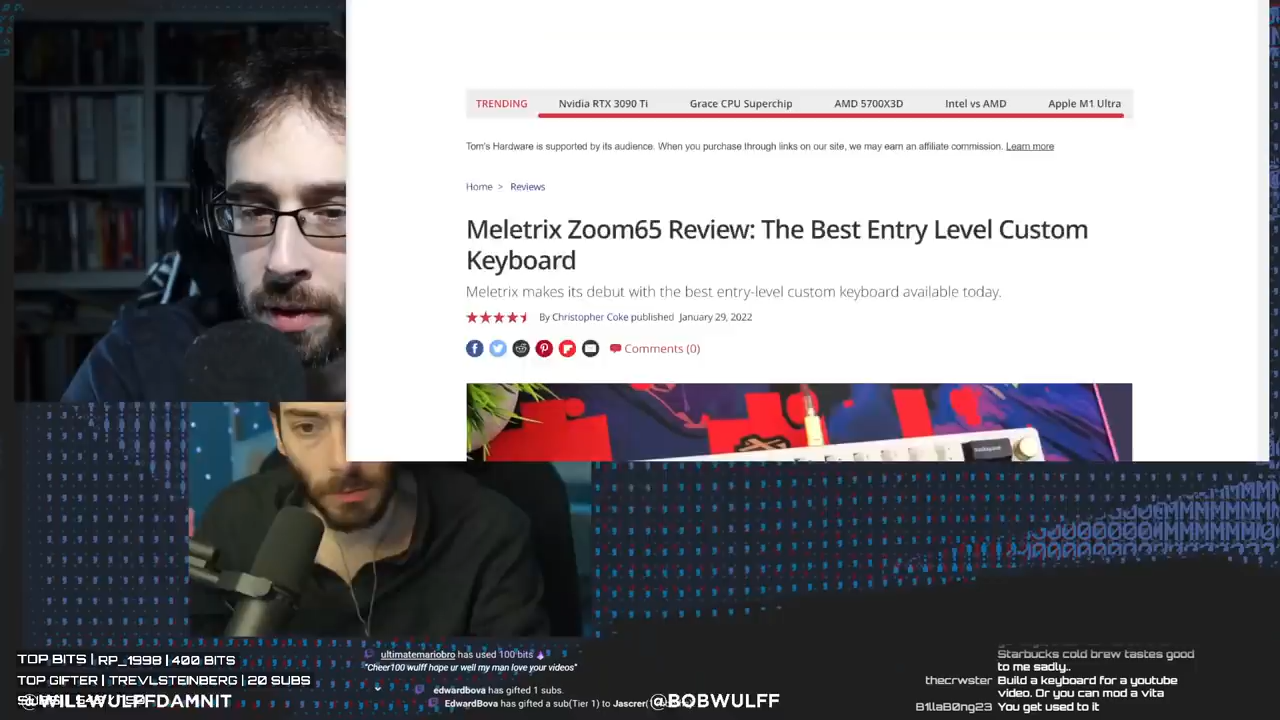 TRENDING Nvidia RTX 3090 Ti Grace CPU Superchip AMD 5700X3D Intel vs AMD Apple M1 Ultra
Tom's Hardware is supported by its audience. When you purchase through links on our site, we may earn an affiliate commission. Learn more
Home > Reviews
Meletrix Zoom65 Review: The Best Entry Level Custom
Keyboard
Meletrix makes its debut with the best entry-level custom keyboard available today.
By Christopher Coke published January 29, 2022
Comments (0)
TOP BITS | RP_1998 | 400 BITS
TOP GIFTER | TREVLSTEINBERG | 20 SUBS
@WILLWULFFDAMNIT
ultimatemariobro has used 100 bits
"Cheer100 wulff hope ur well my man love your videos"
edwardbova has gifted 1 subs.
EdwardBova has gifted a sub(Tier 1) to Jascrer(
@BOBWULFF
Starbucks cold brew tastes good
to me sadly..
thecrwster Build a keyboard for a youtube
video. Or you can mod a vita
B1llaB0ng23 You get used to it